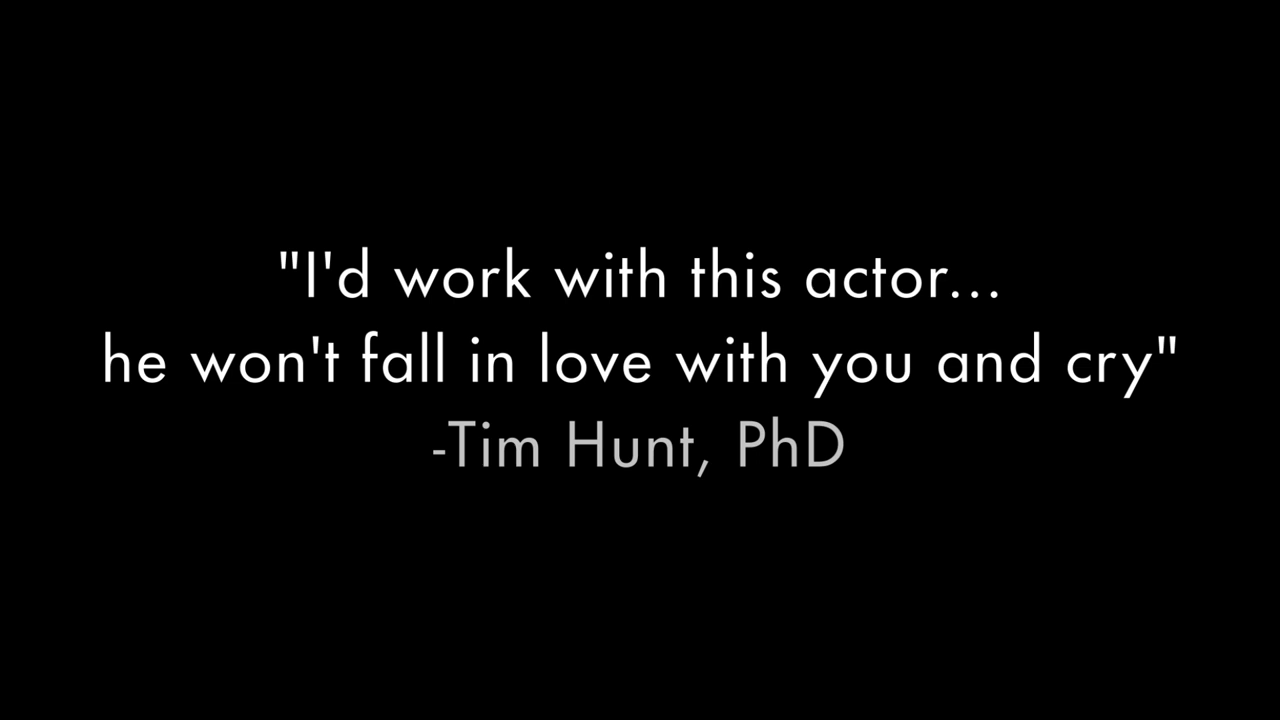 "I'd work with this actor...
he won't fall in love with you and cry"
-Tim Hunt, PhD